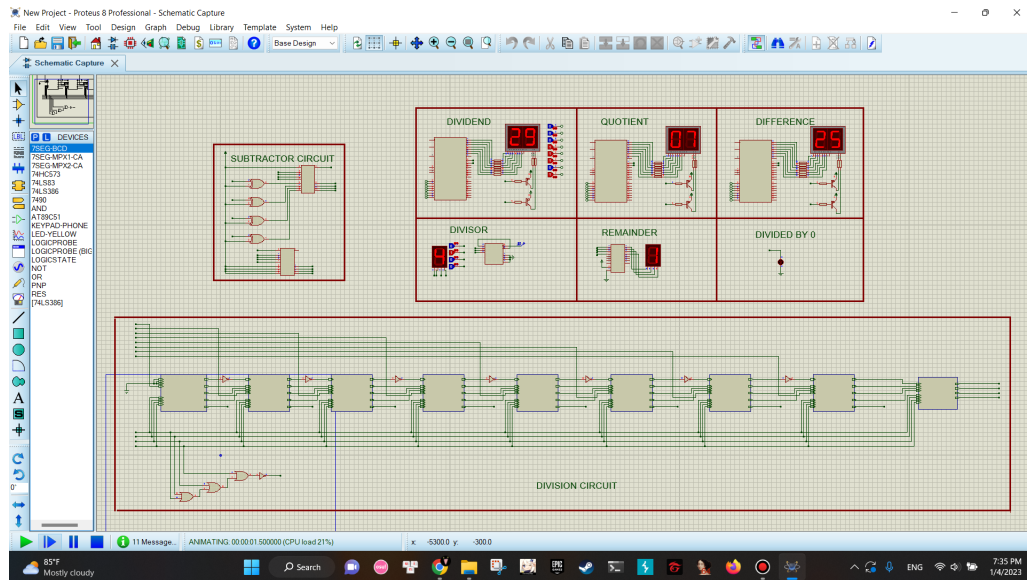 New Project - Proteus 8 Professional - Schematic Capture
File Edit View Tool Design Graph Debug Library Template System Help
Base Design
Schematic Capture
P L DEVICES
7SEG-BCD
7SEG-MPX1-CA
7SEG-MPX2-CA
74HC573
74LS83
74LS386
7490
AND
AT89C51
KEYPAD-PHONE
LED-YELLOW
LOGICPROBE
LOGICPROBE (BIG
LOGICSTATE
NOT
OR
PNP
RES
[74LS386]
SUBTRACTOR CIRCUIT
DIVIDEND
29
QUOTIENT
07
DIFFERENCE
25
DIVISOR
4
REMAINDER
1
DIVIDED BY 0
DIVISION CIRCUIT
11 Message...
ANIMATING: 00:00:01.500000 (CPU load 21%)
x: -5300.0 y: -300.0
85°F
Mostly cloudy
Search
ENG
7:35 PM
1/4/2023